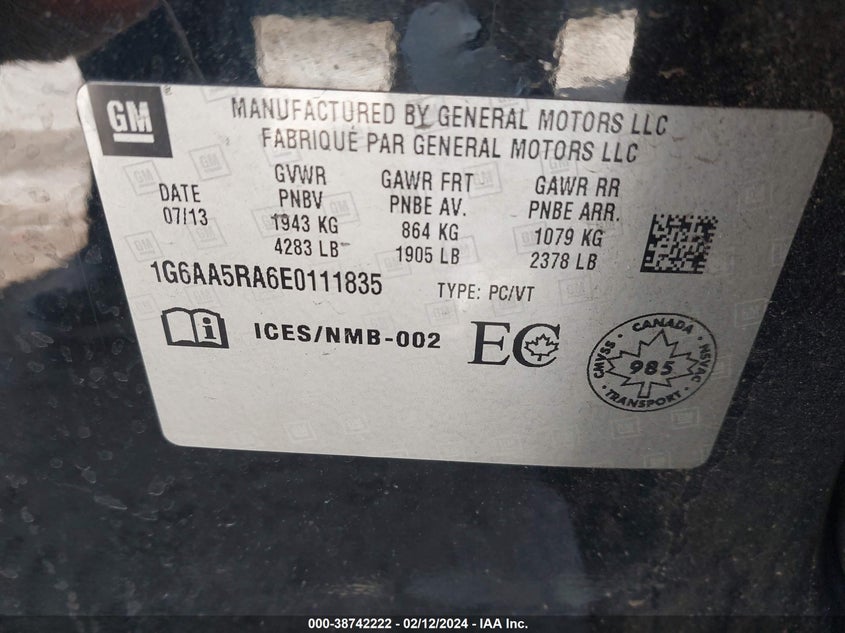 GM
MANUFACTURED BY GENERAL MOTORS LLC
FABRIQUÉ PAR GENERAL MOTORS LLC
DATE
07/13
GVWR
PNBV
1943 KG
4283 LB
GAWR FRT
PNBE AV.
864 KG
1905 LB
GAWR RR
PNBE ARR.
1079 KG
2378 LB
1G6AA5RA6E0111835
TYPE: PC/VT
i ICES/NMB-002
EC
CANADA
CMVSS
985
NSVAC
TRANSPORT
000-38742222 - 02/12/2024 - IAA Inc.